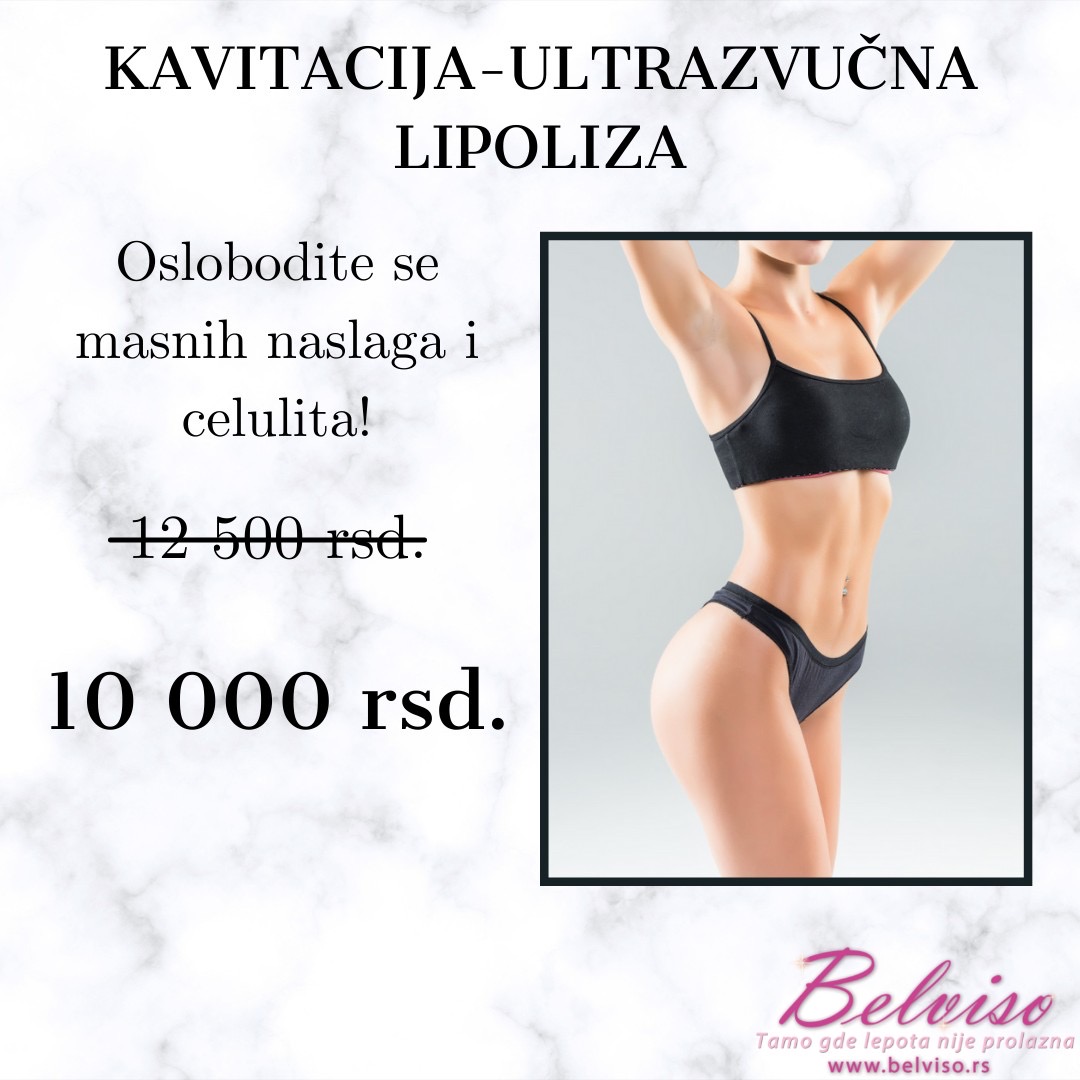 KAVITACIJA-ULTRAZVUČNA
LIPOLIZA
Oslobodite se
masnih naslaga i
celulita!
12 500 rsd.
10 000 rsd.
Belviso
Tamo gde lepota nije prolazna
www.belviso.rs